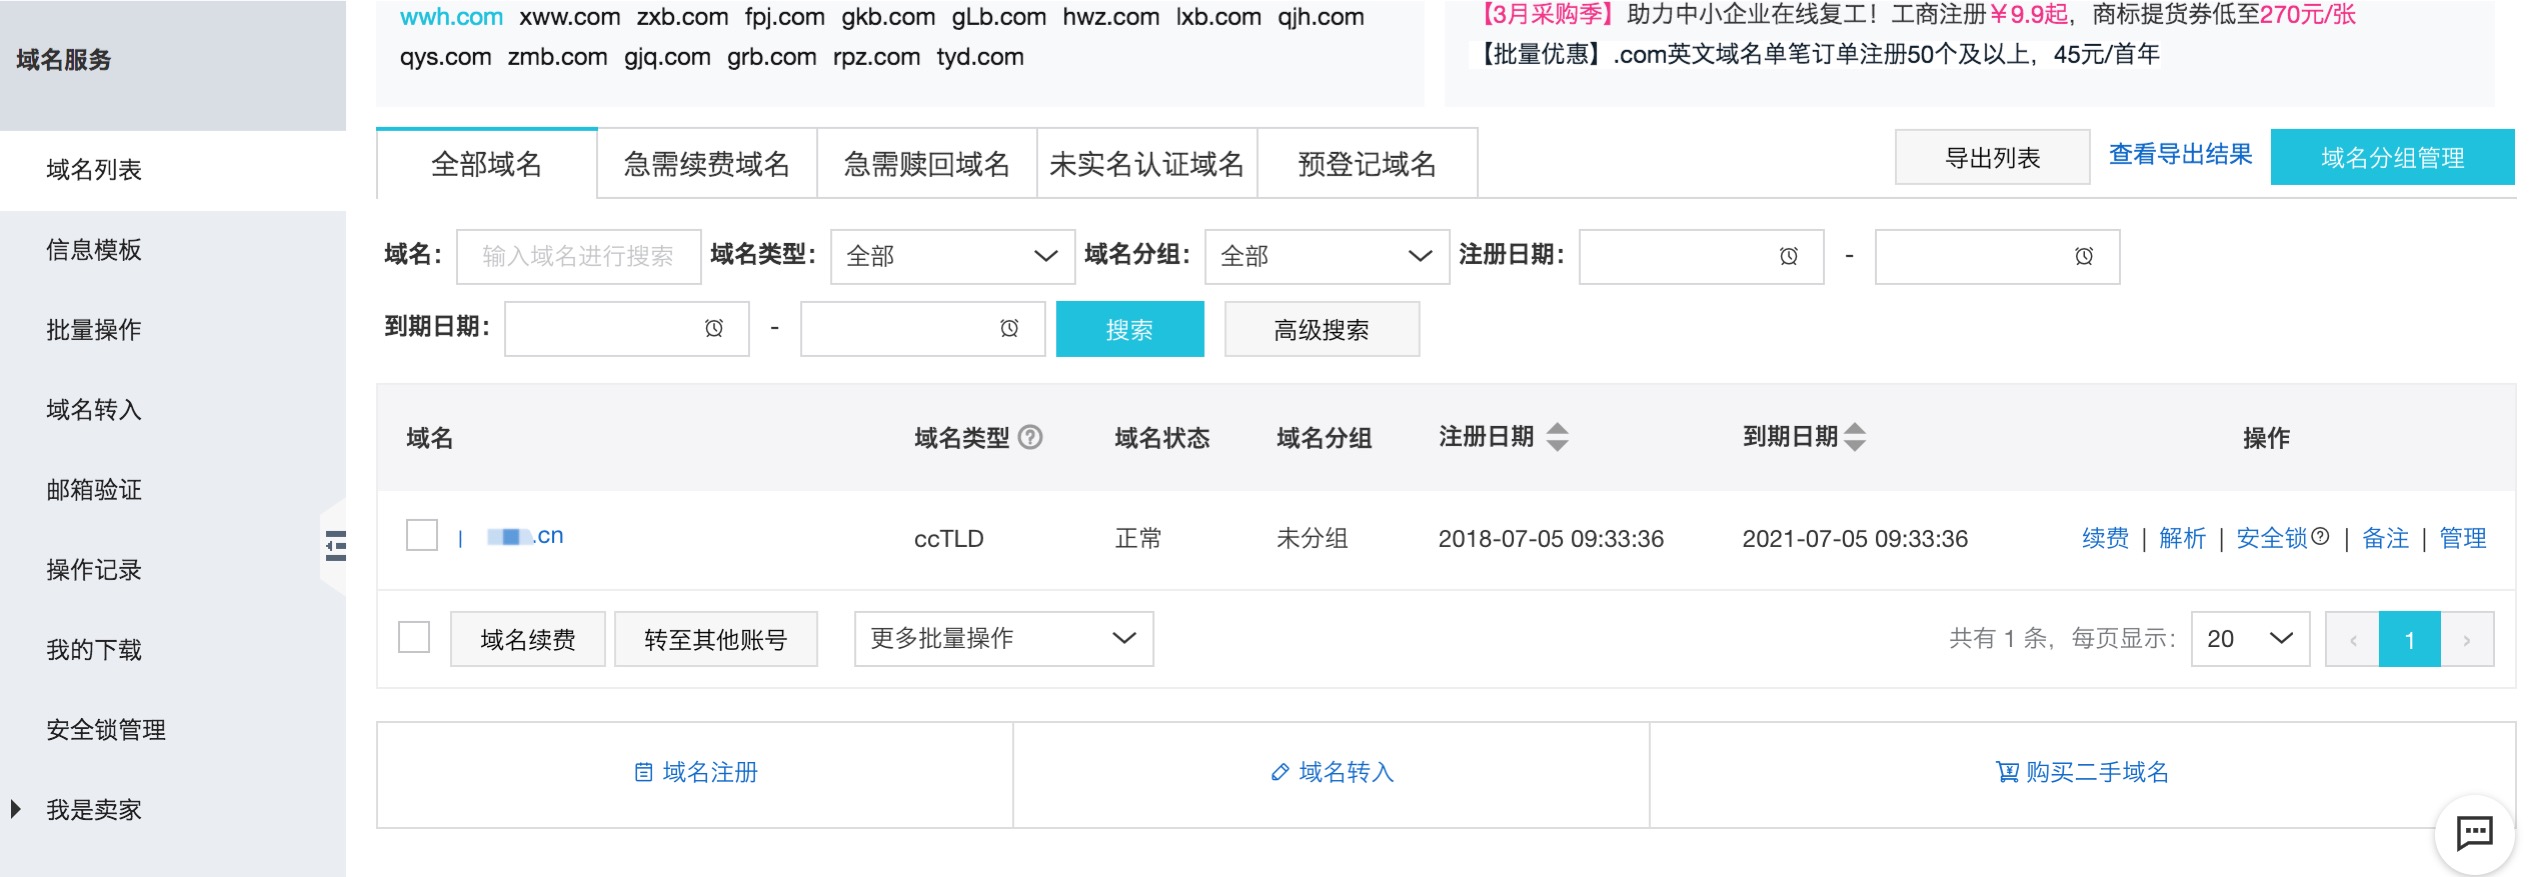 域名服务
域名列表
信息模板
批量操作
域名转入
邮箱验证
操作记录
我的下载
安全锁管理
我是卖家
wwh.com xww.com zxb.com fpj.com gkb.com gLb.com hwz.com lxb.com qjh.com
qys.com zmb.com gjq.com grb.com rpz.com tyd.com
【3月采购季】助力中小企业在线复工！工商注册￥9.9起，商标提货券低至270元/张
【批量优惠】.com英文域名单笔订单注册50个及以上，45元/首年
全部域名 急需续费域名 急需赎回域名 未实名认证域名 预登记域名 导出列表 查看导出结果 域名分组管理
域名： 输入域名进行搜索 域名类型： 全部 域名分组： 全部 注册日期： -
到期日期： - 搜索 高级搜索
域名 域名类型 域名状态 域名分组 注册日期 到期日期 操作
.cn ccTLD 正常 未分组 2018-07-05 09:33:36 2021-07-05 09:33:36 续费 | 解析 | 安全锁 | 备注 | 管理
域名续费 转至其他账号 更多批量操作 共有 1 条，每页显示： 20 ‹ 1 ›
域名注册 域名转入 购买二手域名